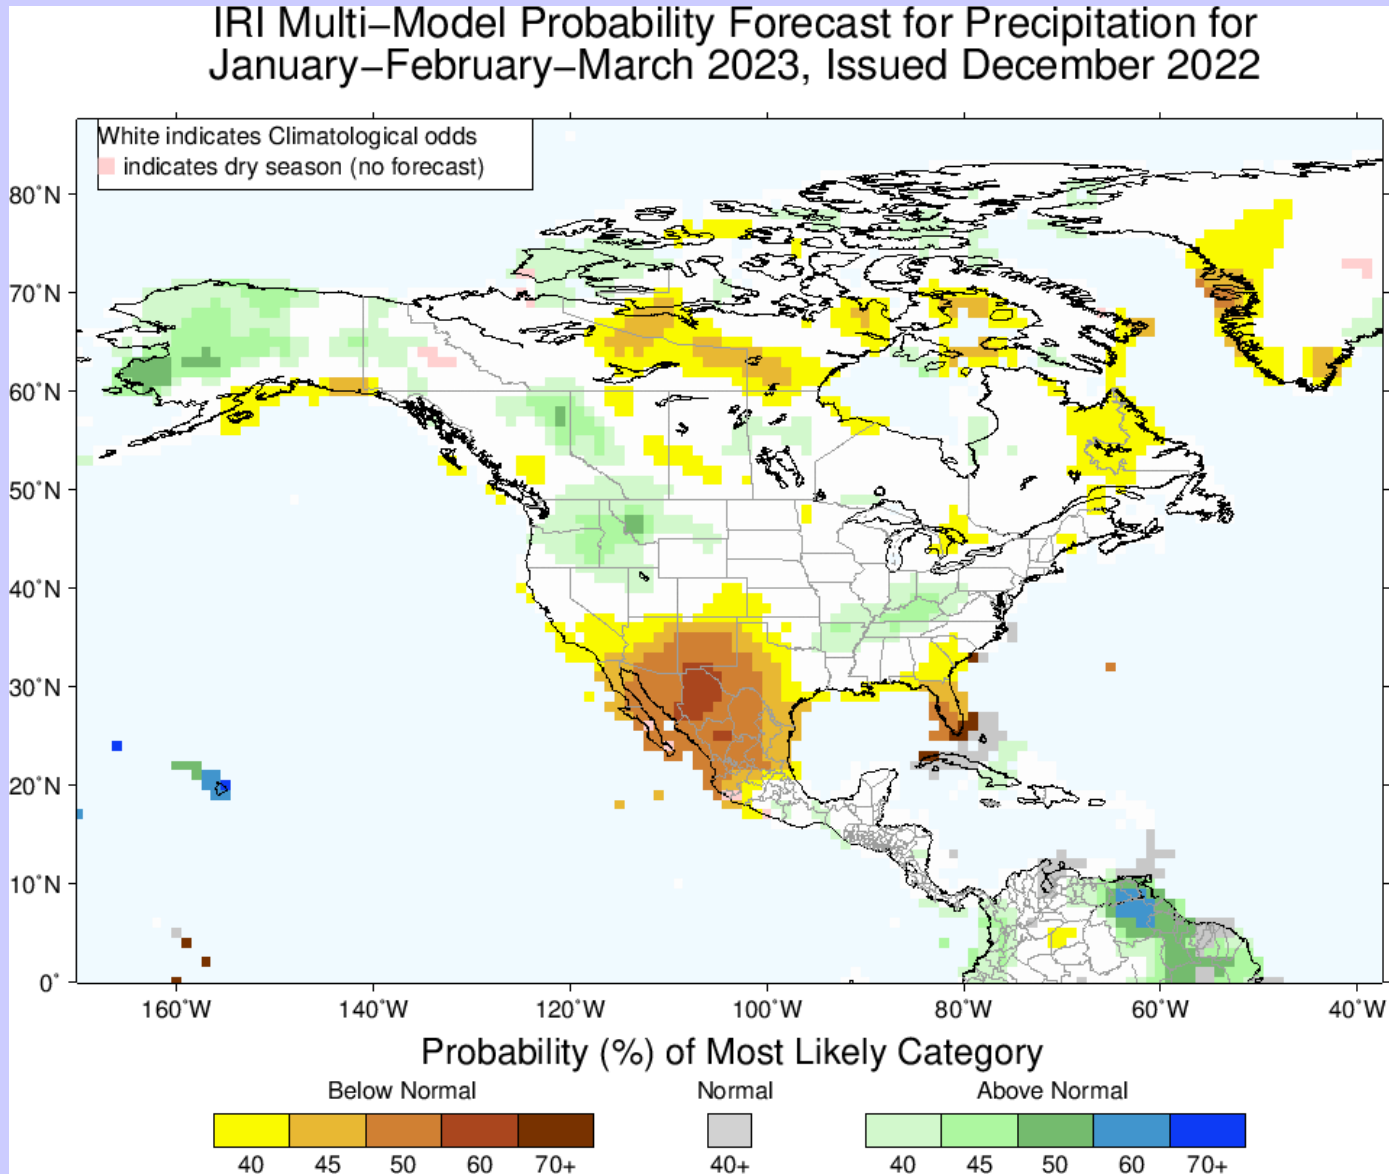 IRI Multi−Model Probability Forecast for Precipitation for
January−February−March 2023, Issued December 2022
White indicates Climatological odds
indicates dry season (no forecast)
80˚N
70˚N
60˚N
50˚N
40˚N
30˚N
20˚N
10˚N
0˚
160˚W 140˚W 120˚W 100˚W 80˚W 60˚W 40˚W
Probability (%) of Most Likely Category
Below Normal Normal Above Normal
40 45 50 60 70+ 40+ 40 45 50 60 70+